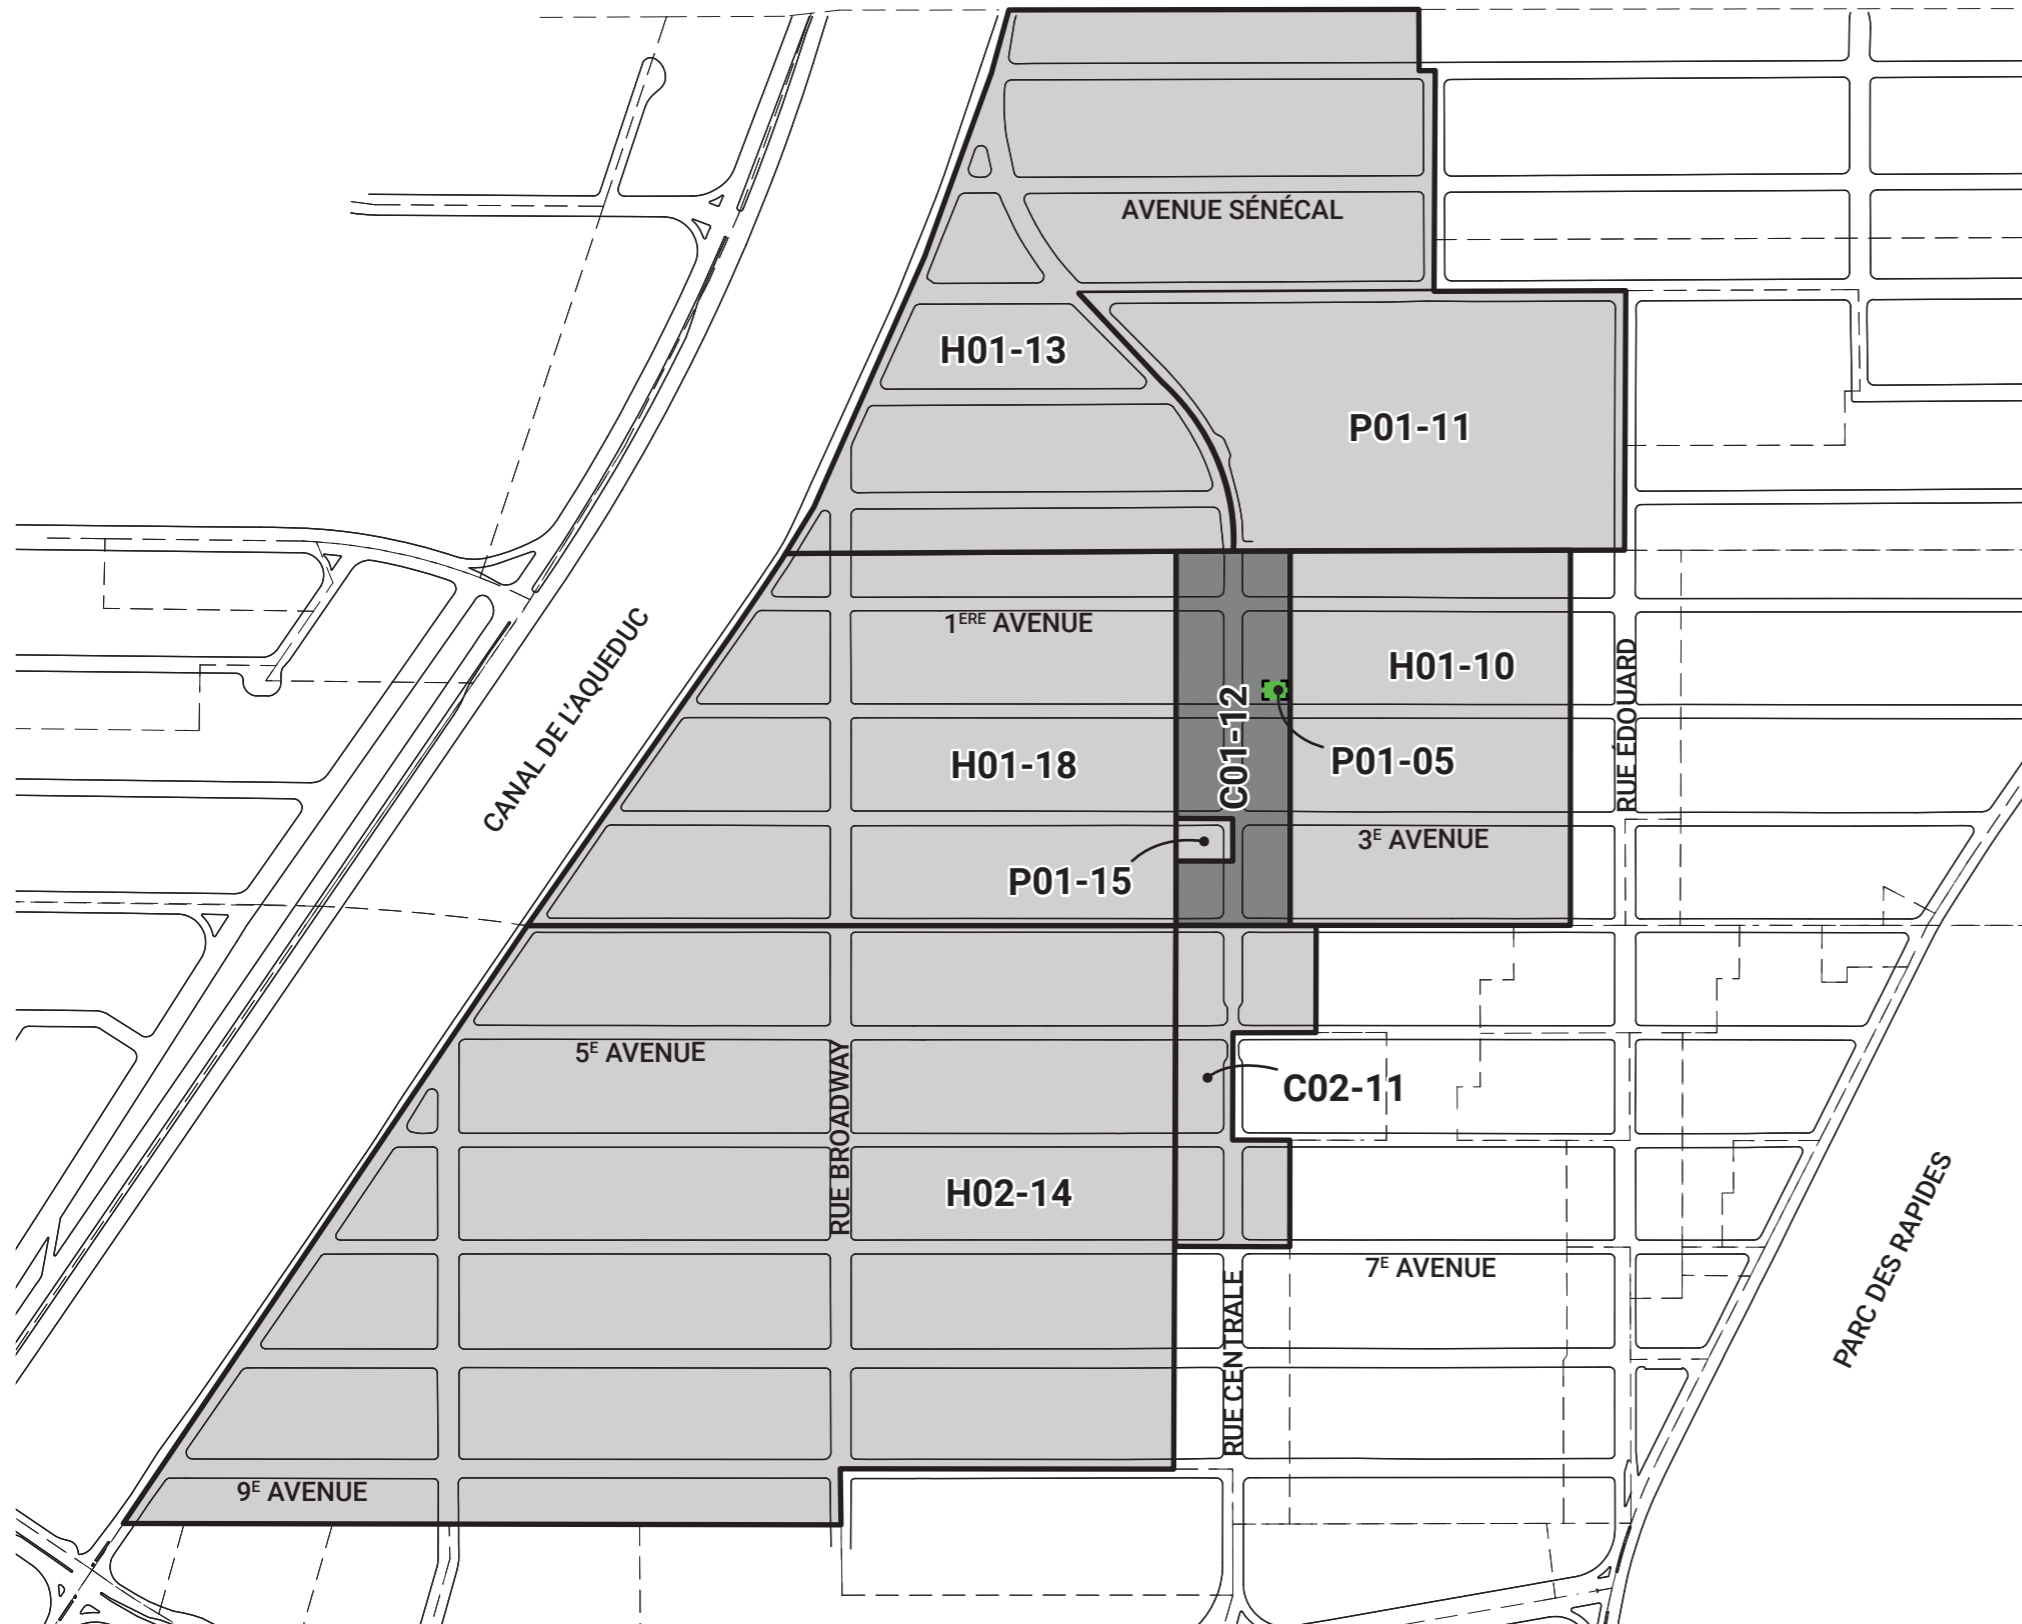 AVENUE SÉNÉCAL
H01-13
P01-11
1ERE AVENUE
H01-10
CANAL DE L'AQUEDUC
RUE ÉDOUARD
C01-12
H01-18
P01-05
3E AVENUE
P01-15
5E AVENUE
RUE BROADWAY
C02-11
H02-14
7E AVENUE
PARC DES RAPIDES
RUE CENTRALE
9E AVENUE